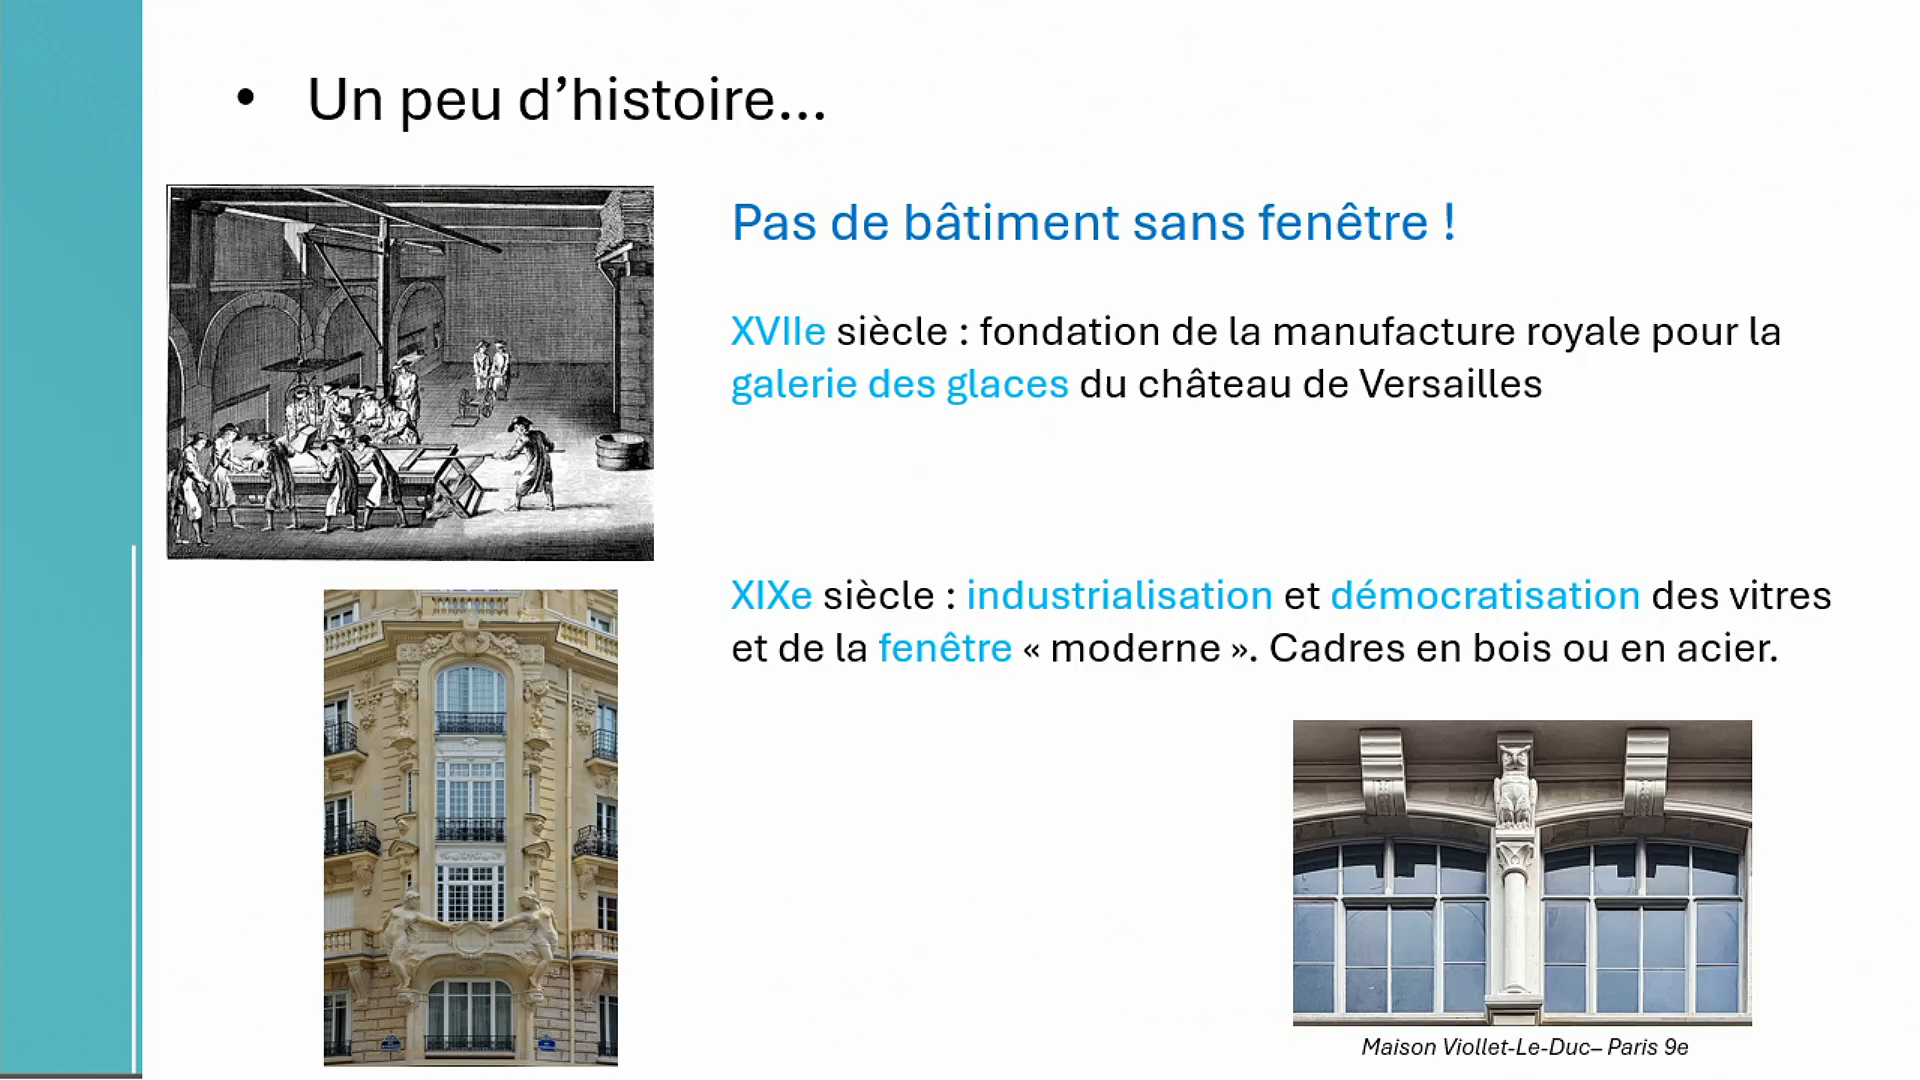 • Un peu d’histoire…
Pas de bâtiment sans fenêtre !
XVIIe siècle : fondation de la manufacture royale pour la
galerie des glaces du château de Versailles
XIXe siècle : industrialisation et démocratisation des vitres
et de la fenêtre « moderne ». Cadres en bois ou en acier.
Maison Viollet-Le-Duc– Paris 9e